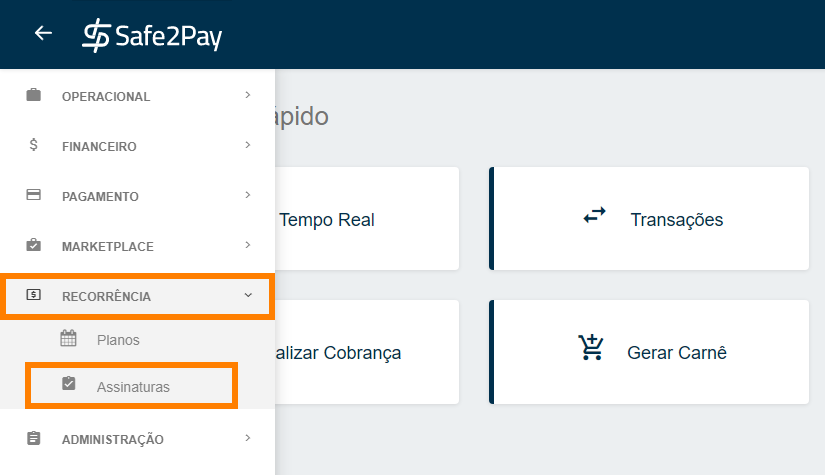 Safe2Pay
OPERACIONAL
FINANCEIRO
PAGAMENTO
MARKETPLACE
RECORRÊNCIA
Planos
Assinaturas
ADMINISTRAÇÃO
ápido
Tempo Real
Transações
alizar Cobrança
Gerar Carnê